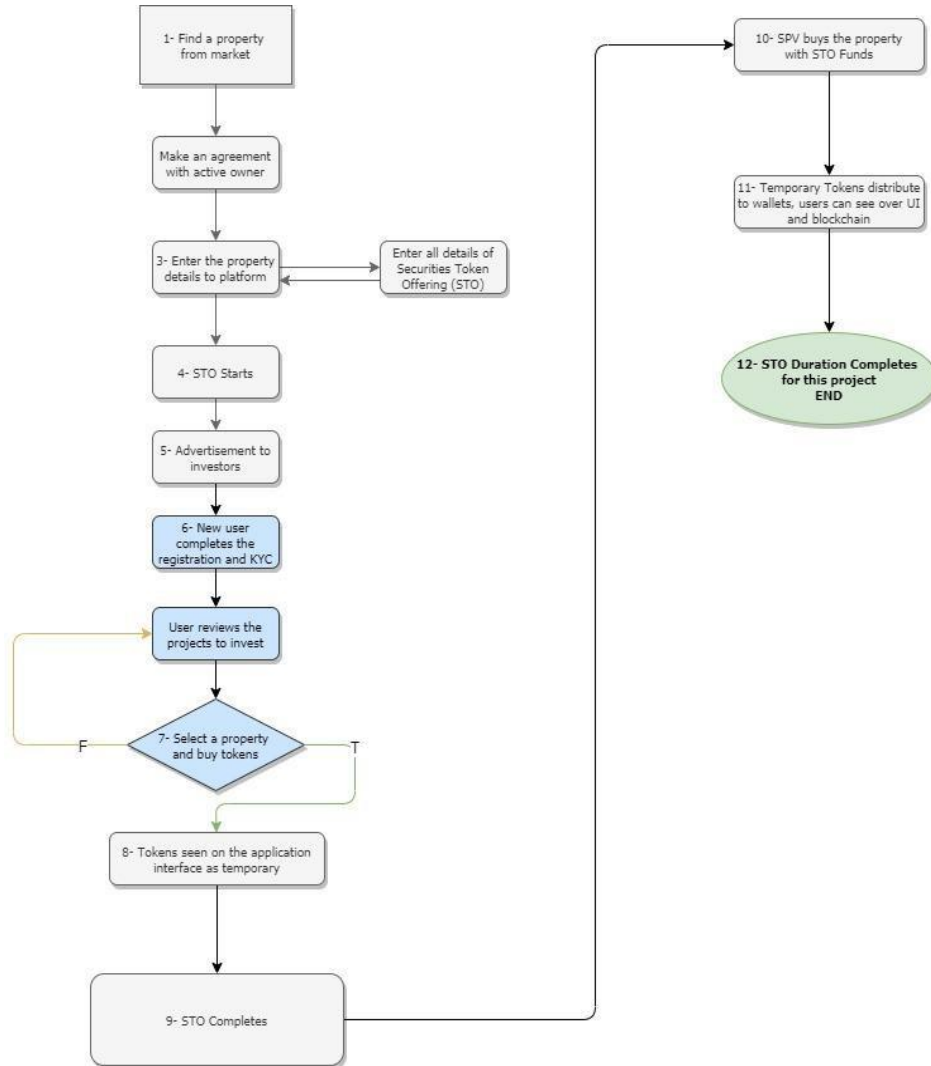 1- Find a property
from market
Make an agreement
with active owner
3- Enter the property
details to platform
Enter all details of
Securities Token
Offering (STO)
4- STO Starts
5- Advertisement to
investors
6- New user
completes the
registration and KYC
User reviews the
projects to invest
7- Select a property
and buy tokens
F
T
8- Tokens seen on the application
interface as temporary
9- STO Completes
10- SPV buys the property
with STO Funds
11- Temporary Tokens distribute
to wallets, users can see over UI
and blockchain
12- STO Duration Completes
for this project
END